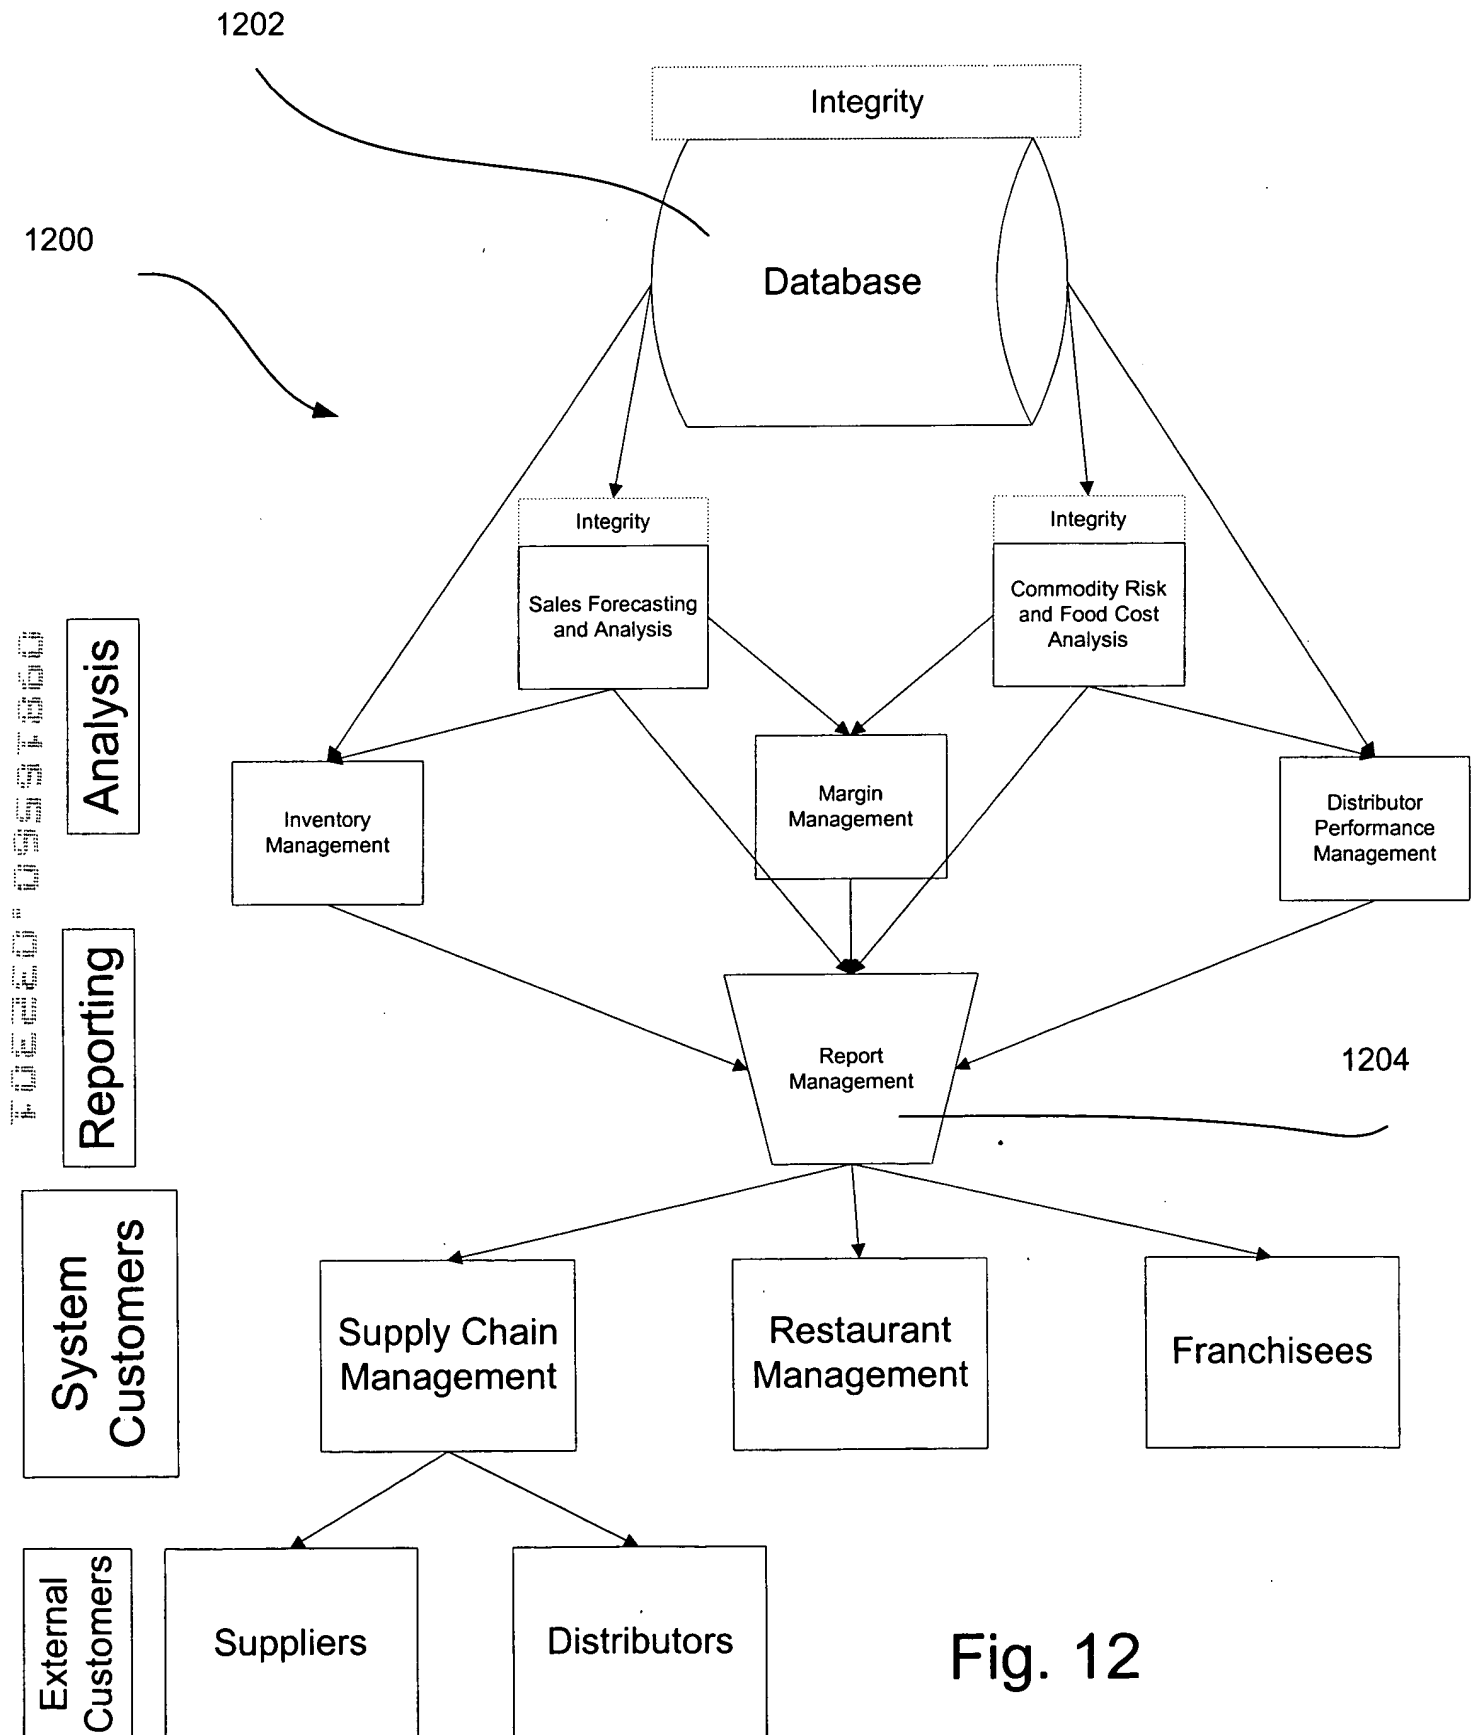 1202
Integrity
1200
Database
Integrity
Integrity
Sales Forecasting
and Analysis
Commodity Risk
and Food Cost
Analysis
Analysis
Inventory
Management
Margin
Management
Distributor
Performance
Management
Reporting
Report
Management
1204
System
Customers
Supply Chain
Management
Restaurant
Management
Franchisees
External
Customers
Suppliers
Distributors
Fig. 12